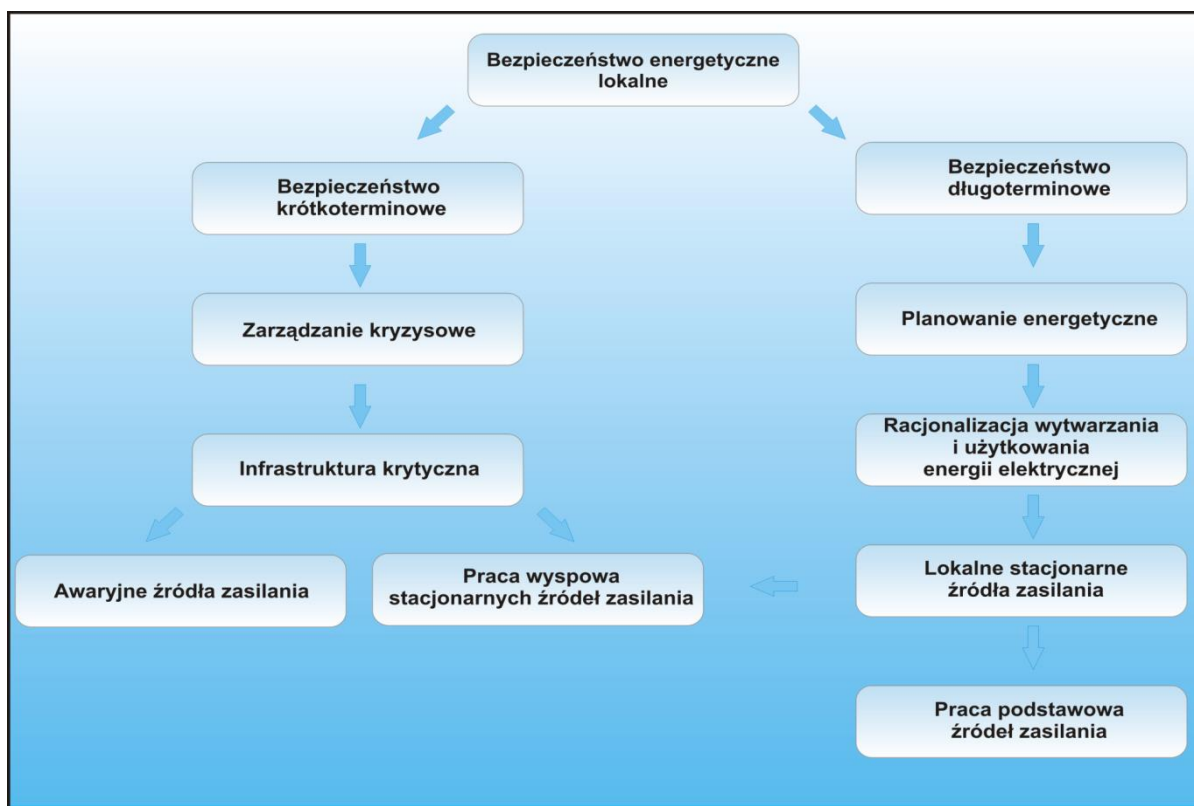 Bezpieczeństwo energetyczne
lokalne
Bezpieczeństwo
krótkoterminowe
Bezpieczeństwo
długoterminowe
Zarządzanie kryzysowe
Planowanie energetyczne
Infrastruktura krytyczna
Racjonalizacja wytwarzania
i użytkowania
energii elektrycznej
Awaryjne źródła zasilania
Praca wyspowa
stacjonarnych źródeł zasilania
Lokalne stacjonarne
źródła zasilania
Praca podstawowa
źródeł zasilania